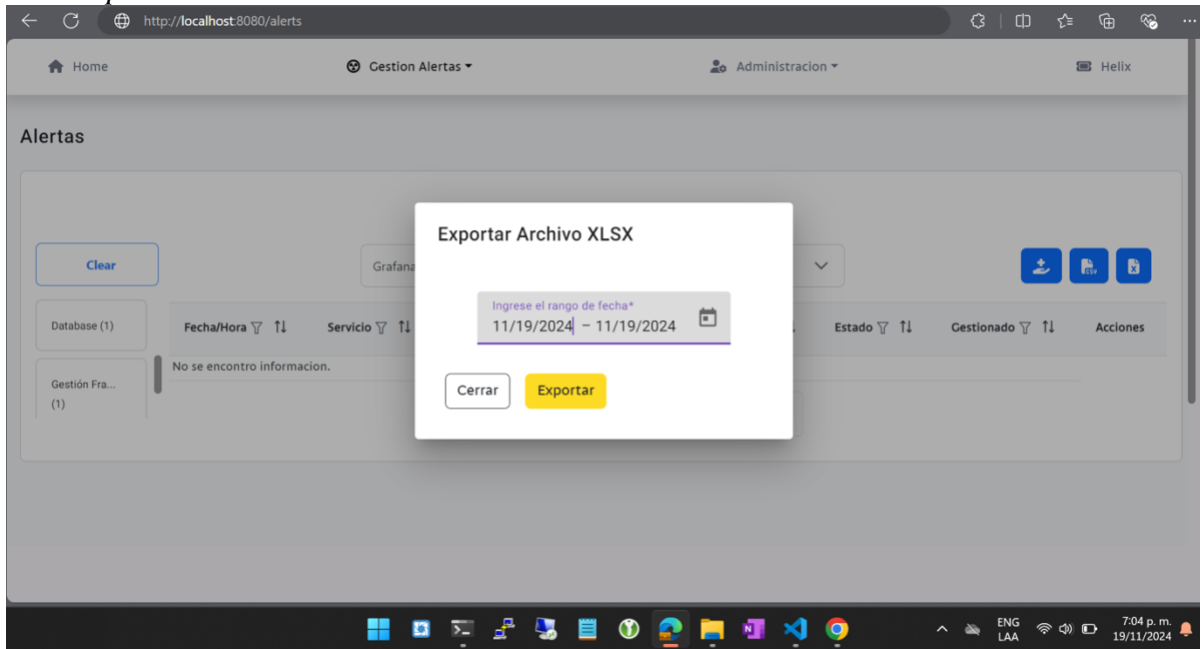 http://localhost:8080/alerts
Home
Gestion Alertas
Administracion
Helix
Alertas
Exportar Archivo XLSX
Clear
Grafana
Ingrese el rango de fecha*
11/19/2024 – 11/19/2024
Database (1)
Fecha/Hora
Servicio
Estado
Gestionado
Acciones
No se encontro informacion.
Gestión Fra...
(1)
Cerrar
Exportar
ENG
LAA
7:04 p. m.
19/11/2024